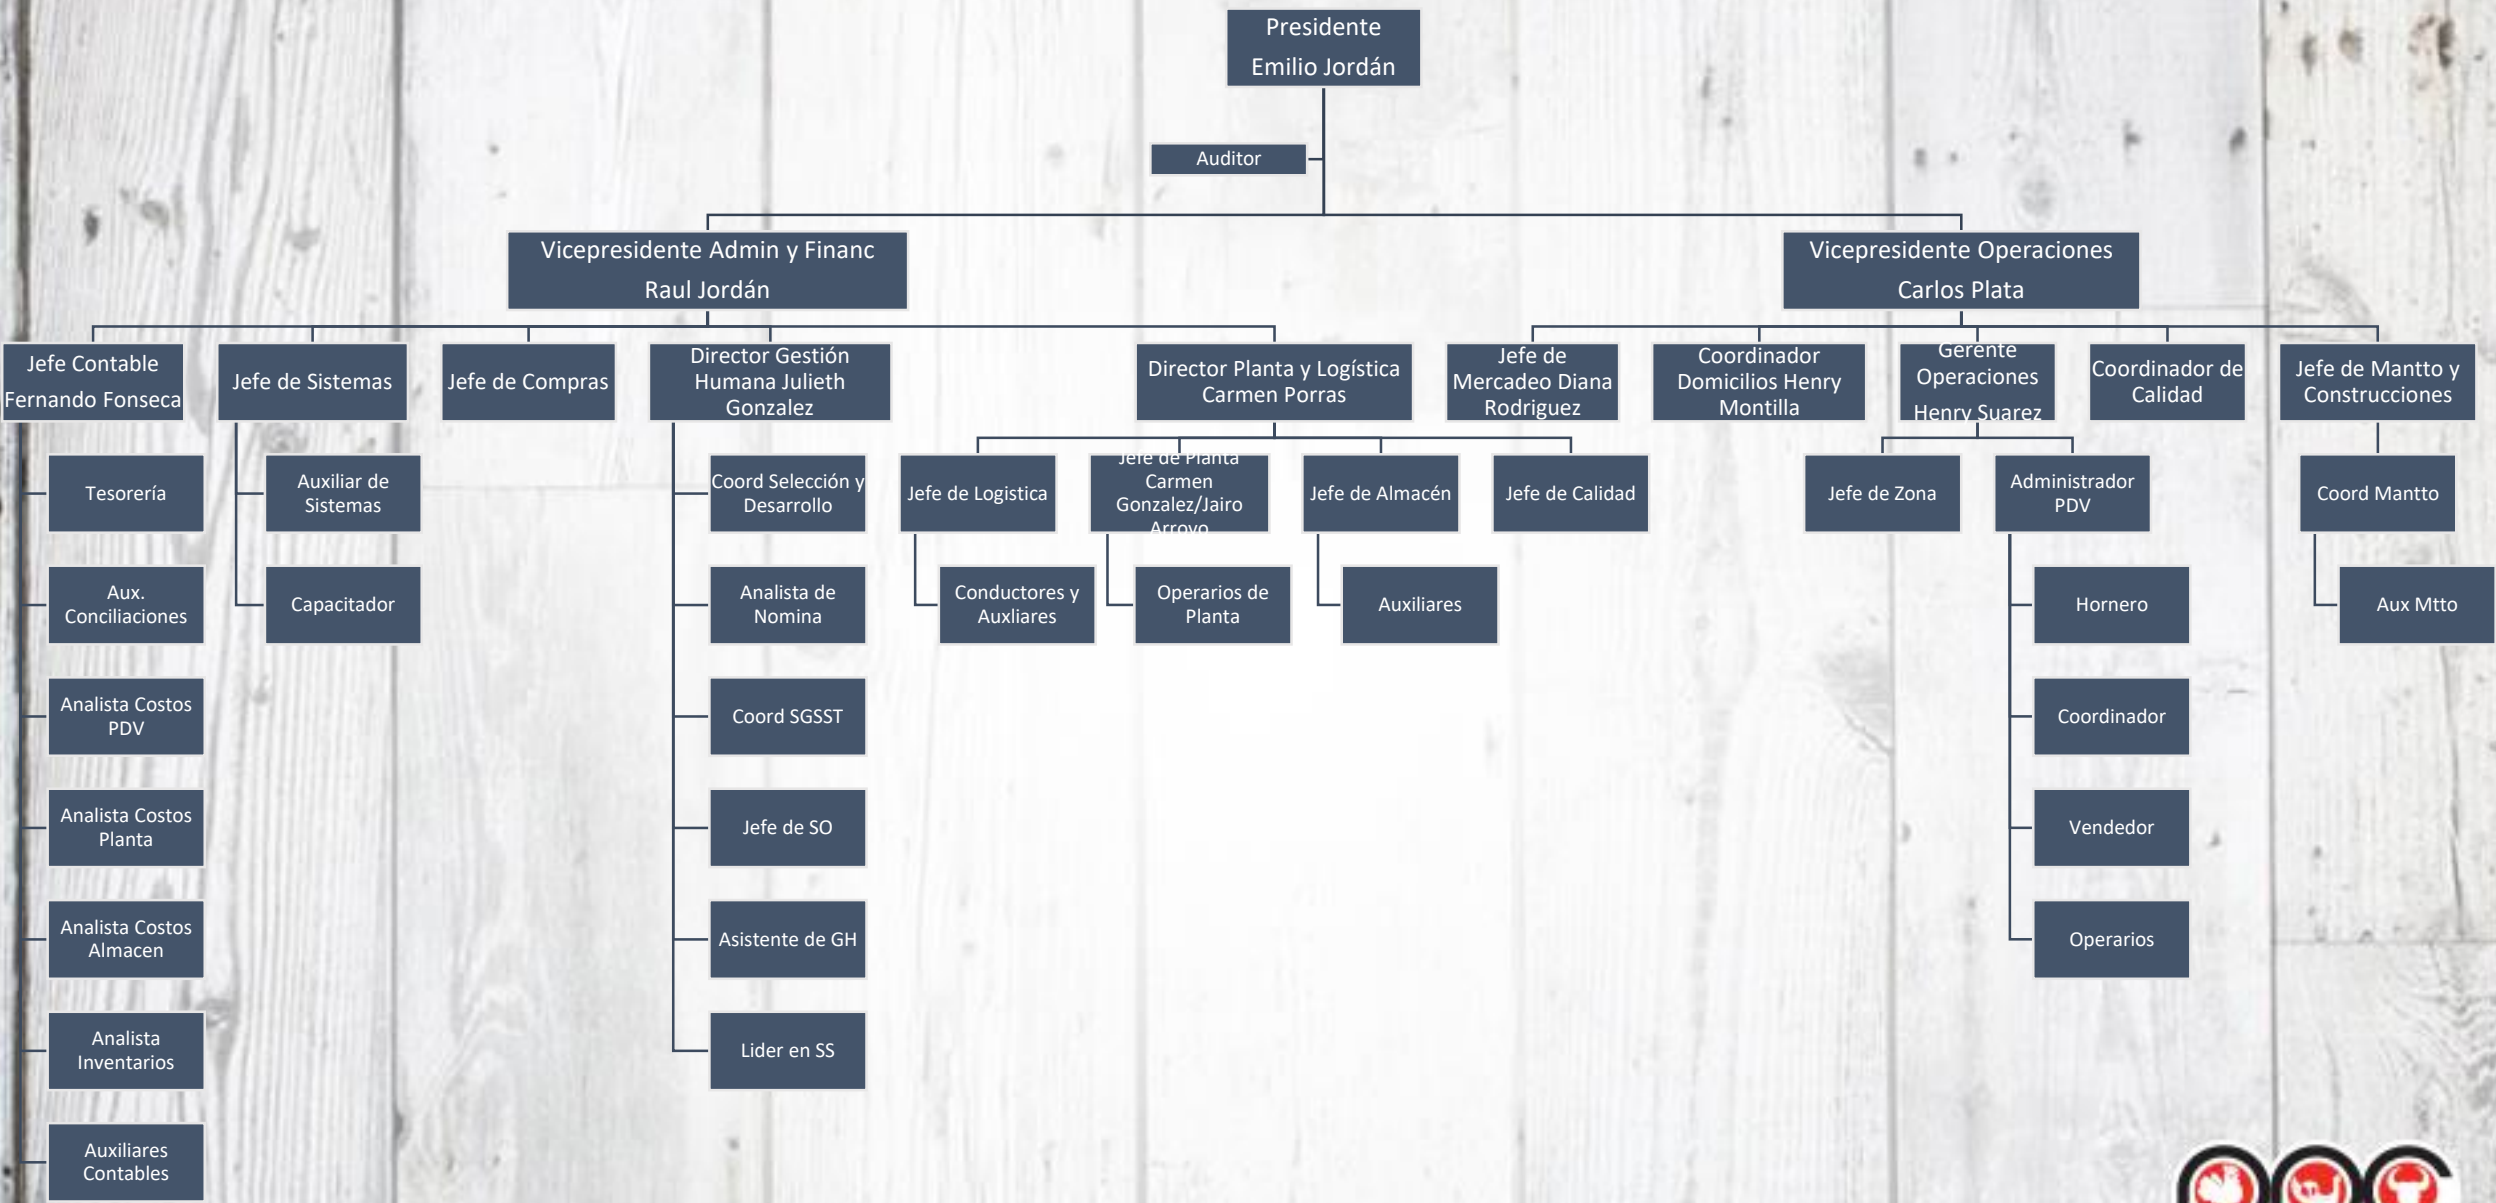 Presidente
Emilio Jordán
Auditor
Vicepresidente Admin y Financ
Raul Jordán
Vicepresidente Operaciones
Carlos Plata
Jefe Contable
Fernando Fonseca
Jefe de Sistemas
Jefe de Compras
Director Gestión
Humana Julieth
Gonzalez
Director Planta y Logística
Carmen Porras
Jefe de
Mercadeo Diana
Rodriguez
Coordinador
Domicilios Henry
Montilla
Gerente
Operaciones
Henry Suarez
Coordinador de
Calidad
Jefe de Mantto y
Construcciones
Tesorería
Aux.
Conciliaciones
Analista Costos
PDV
Analista Costos
Planta
Analista Costos
Almacen
Analista
Inventarios
Auxiliares
Contables
Auxiliar de
Sistemas
Capacitador
Coord Selección y
Desarrollo
Analista de
Nomina
Coord SGSST
Jefe de SO
Asistente de GH
Lider en SS
Jefe de Logistica
Conductores y
Auxliares
Jefe de Planta
Carmen
Gonzalez/Jairo
Arroyo
Operarios de
Planta
Jefe de Almacén
Auxiliares
Jefe de Calidad
Jefe de Zona
Administrador
PDV
Hornero
Coordinador
Vendedor
Operarios
Coord Mantto
Aux Mtto